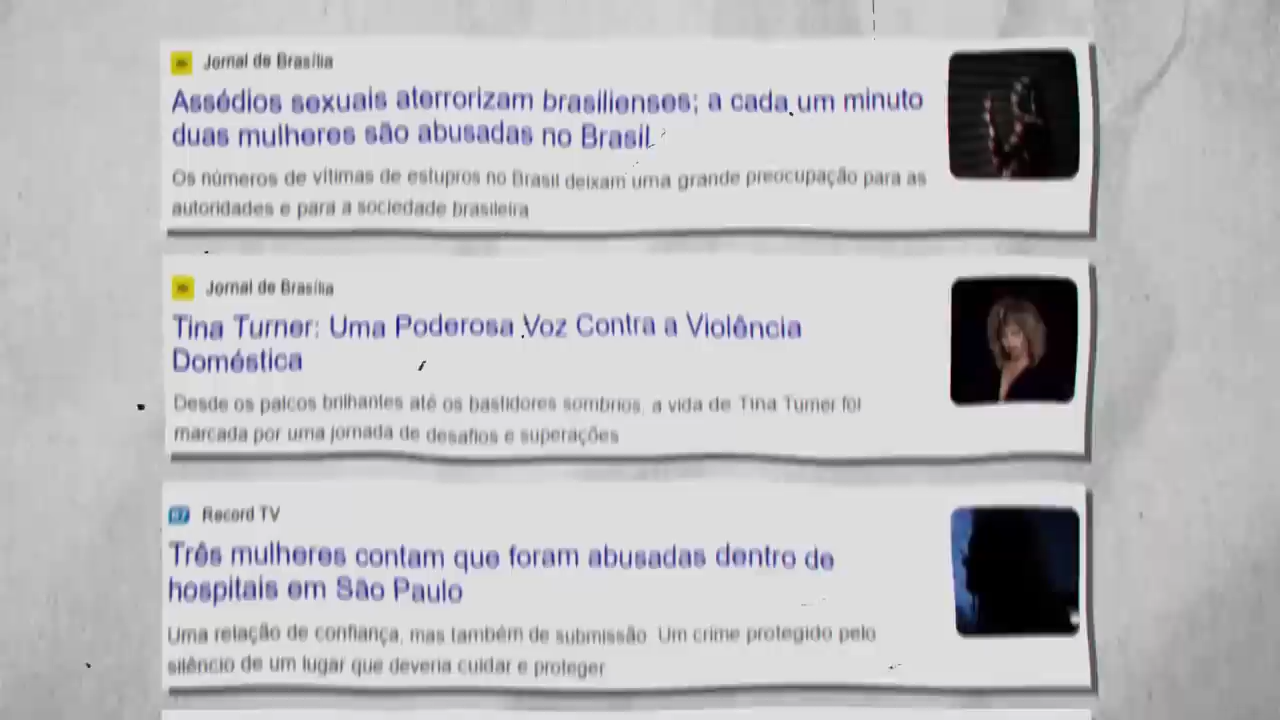 Jornal de Brasília
Assédios sexuais aterrorizam brasilienses; a cada um minuto
duas mulheres são abusadas no Brasil
Os números de vítimas de estupros no Brasil deixam uma grande preocupação para as
autoridades e para a sociedade brasileira
Jornal de Brasília
Tina Turner: Uma Poderosa Voz Contra a Violência
Doméstica
Desde os palcos brilhantes até os bastidores sombrios, a vida de Tina Turner foi
marcada por uma jornada de desafios e superações
Record TV
Três mulheres contam que foram abusadas dentro de
hospitais em São Paulo
Uma relação de confiança, mas também de submissão. Um crime protegido pelo
silêncio de um lugar que deveria cuidar e proteger